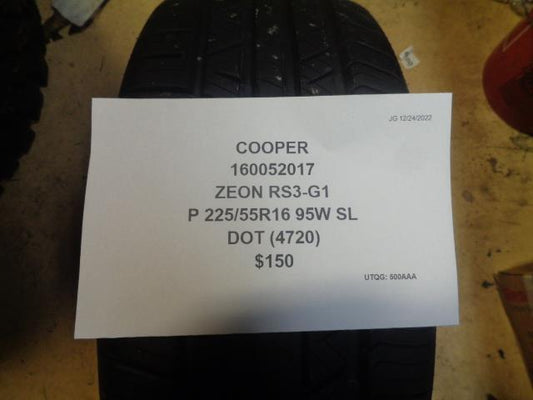 JG 12/24/2022
COOPER
160052017
ZEON RS3-G1
P 225/55R16 95W SL
DOT (4720)
$150
UTQG: 500AAA